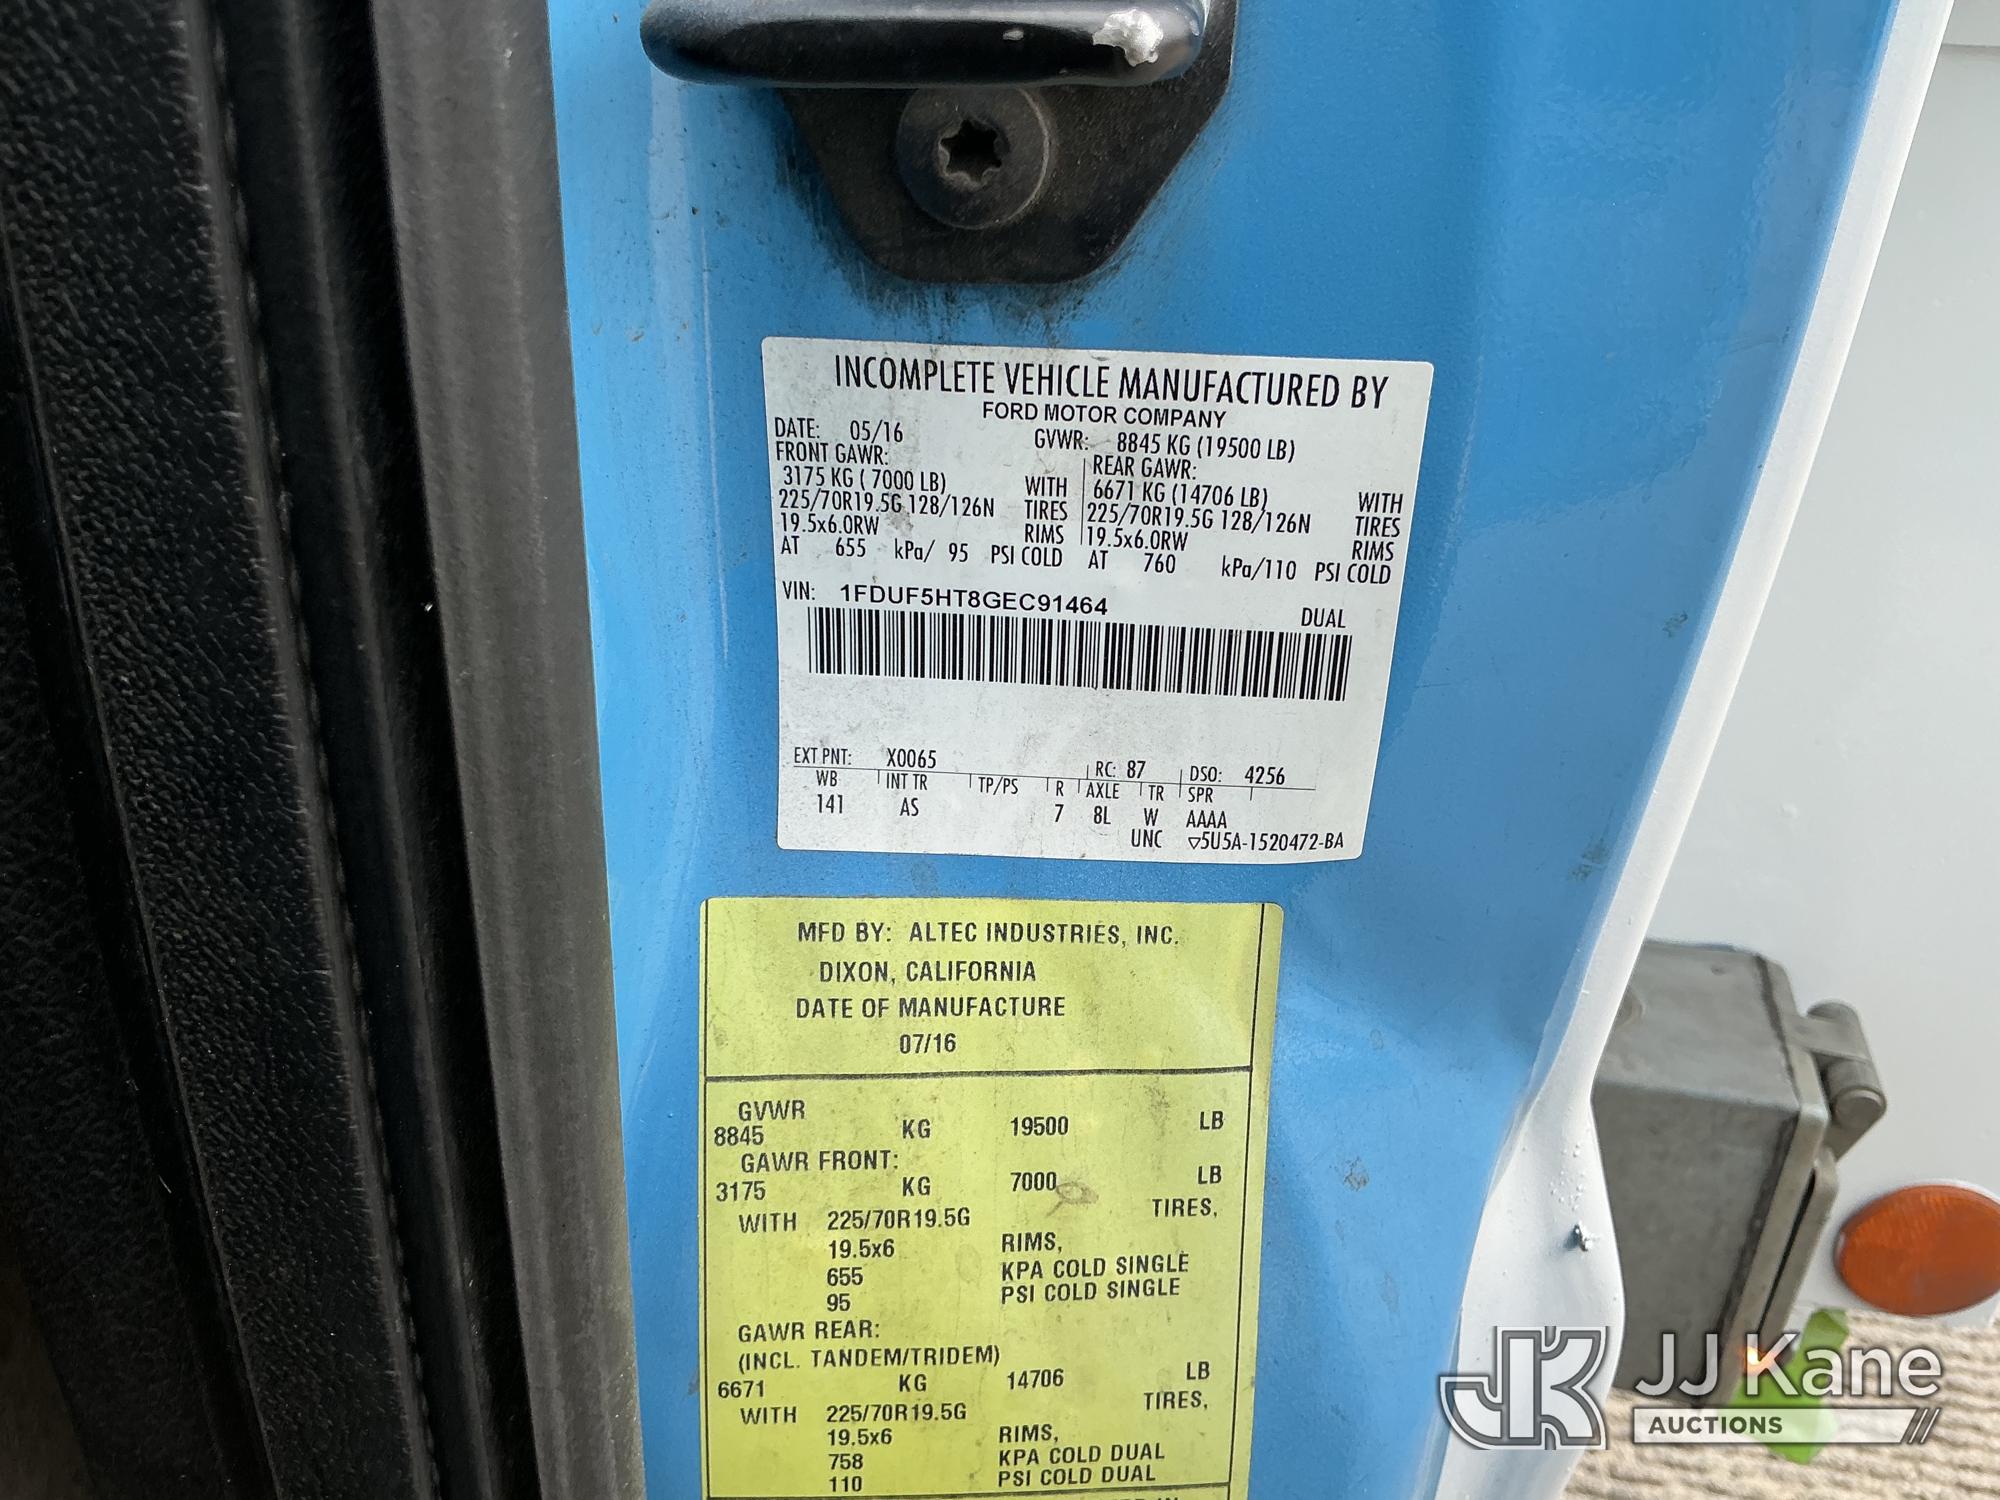 INCOMPLETE VEHICLE MANUFACTURED BY
FORD MOTOR COMPANY
DATE: 05/16 GVWR: 8845 KG (19500 LB)
FRONT GAWR: REAR GAWR:
3175 KG ( 7000 LB) WITH 6671 KG (14706 LB) WITH
225/70R19.5G 128/126N TIRES 225/70R19.5G 128/126N TIRES
19.5x6.0RW RIMS 19.5x6.0RW RIMS
AT 655 kPa/ 95 PSI COLD AT 760 kPa/110 PSI COLD
VIN: 1FDUF5HT8GEC91464
DUAL
EXT PNT: X0065 RC: 87 DSO: 4256
WB INT TR TP/PS R AXLE TR SPR
141 AS 7 8L W AAAA
UNC ▽5U5A-1520472-BA
MFD BY: ALTEC INDUSTRIES, INC.
DIXON, CALIFORNIA
DATE OF MANUFACTURE
07/16
GVWR
8845 KG 19500 LB
GAWR FRONT:
3175 KG 7000 LB
WITH 225/70R19.5G TIRES,
19.5x6 RIMS,
655 KPA COLD SINGLE
95 PSI COLD SINGLE
GAWR REAR:
(INCL. TANDEM/TRIDEM)
6671 KG 14706 LB
WITH 225/70R19.5G TIRES,
19.5x6 RIMS,
758 KPA COLD DUAL
110 PSI COLD DUAL
JK JJ Kane
AUCTIONS